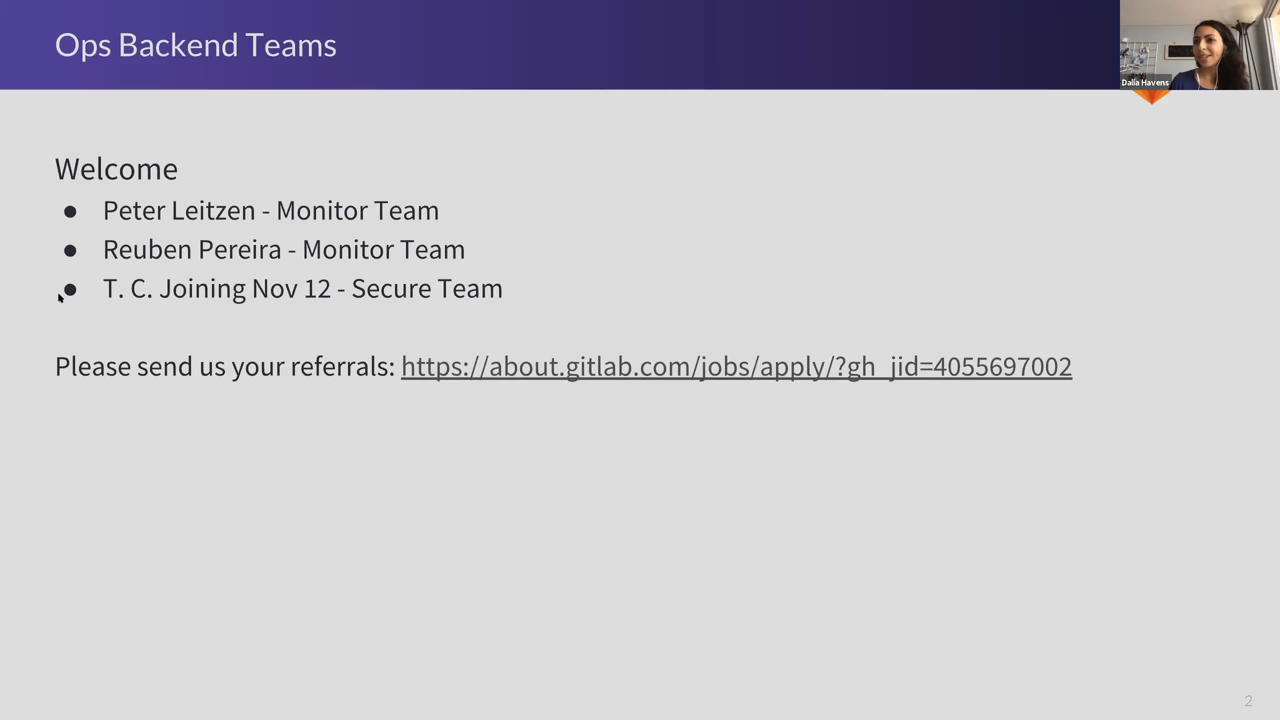 Ops Backend Teams
Dalia Havens
Welcome
● Peter Leitzen - Monitor Team
● Reuben Pereira - Monitor Team
● T. C. Joining Nov 12 - Secure Team
Please send us your referrals: https://about.gitlab.com/jobs/apply/?gh_jid=4055697002
2